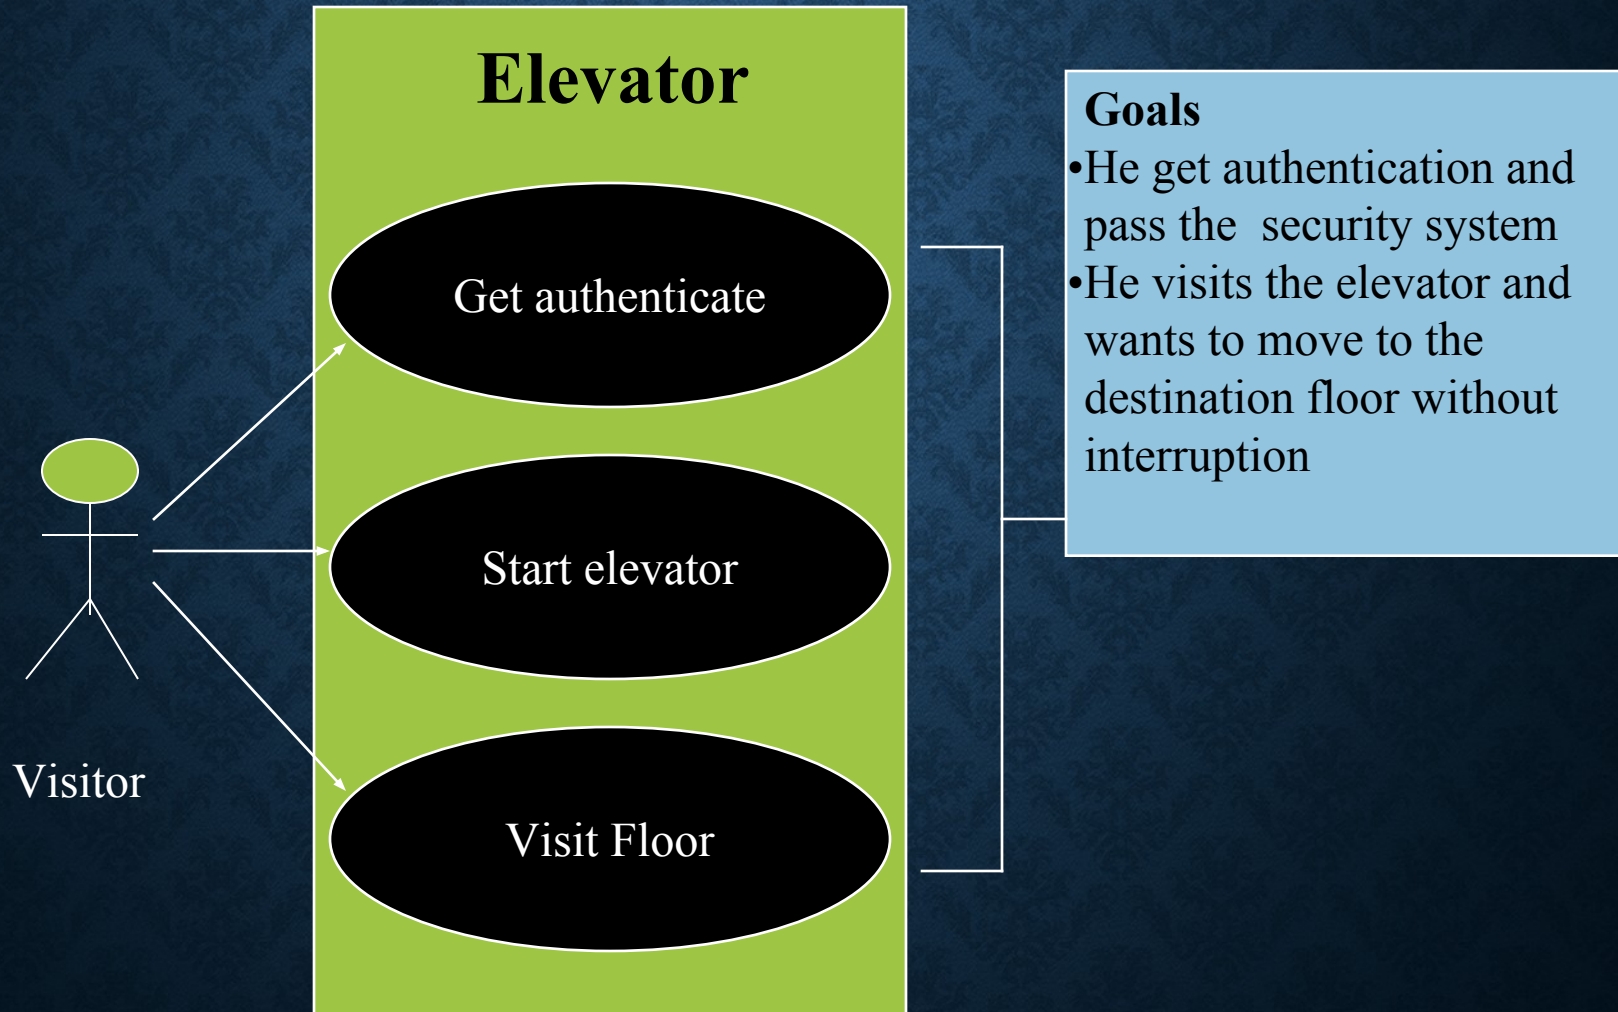 Elevator
Get authenticate
Start elevator
Visit Floor
Visitor
Goals
•He get authentication and
pass the  security system
•He visits the elevator and
wants to move to the
destination floor without
interruption